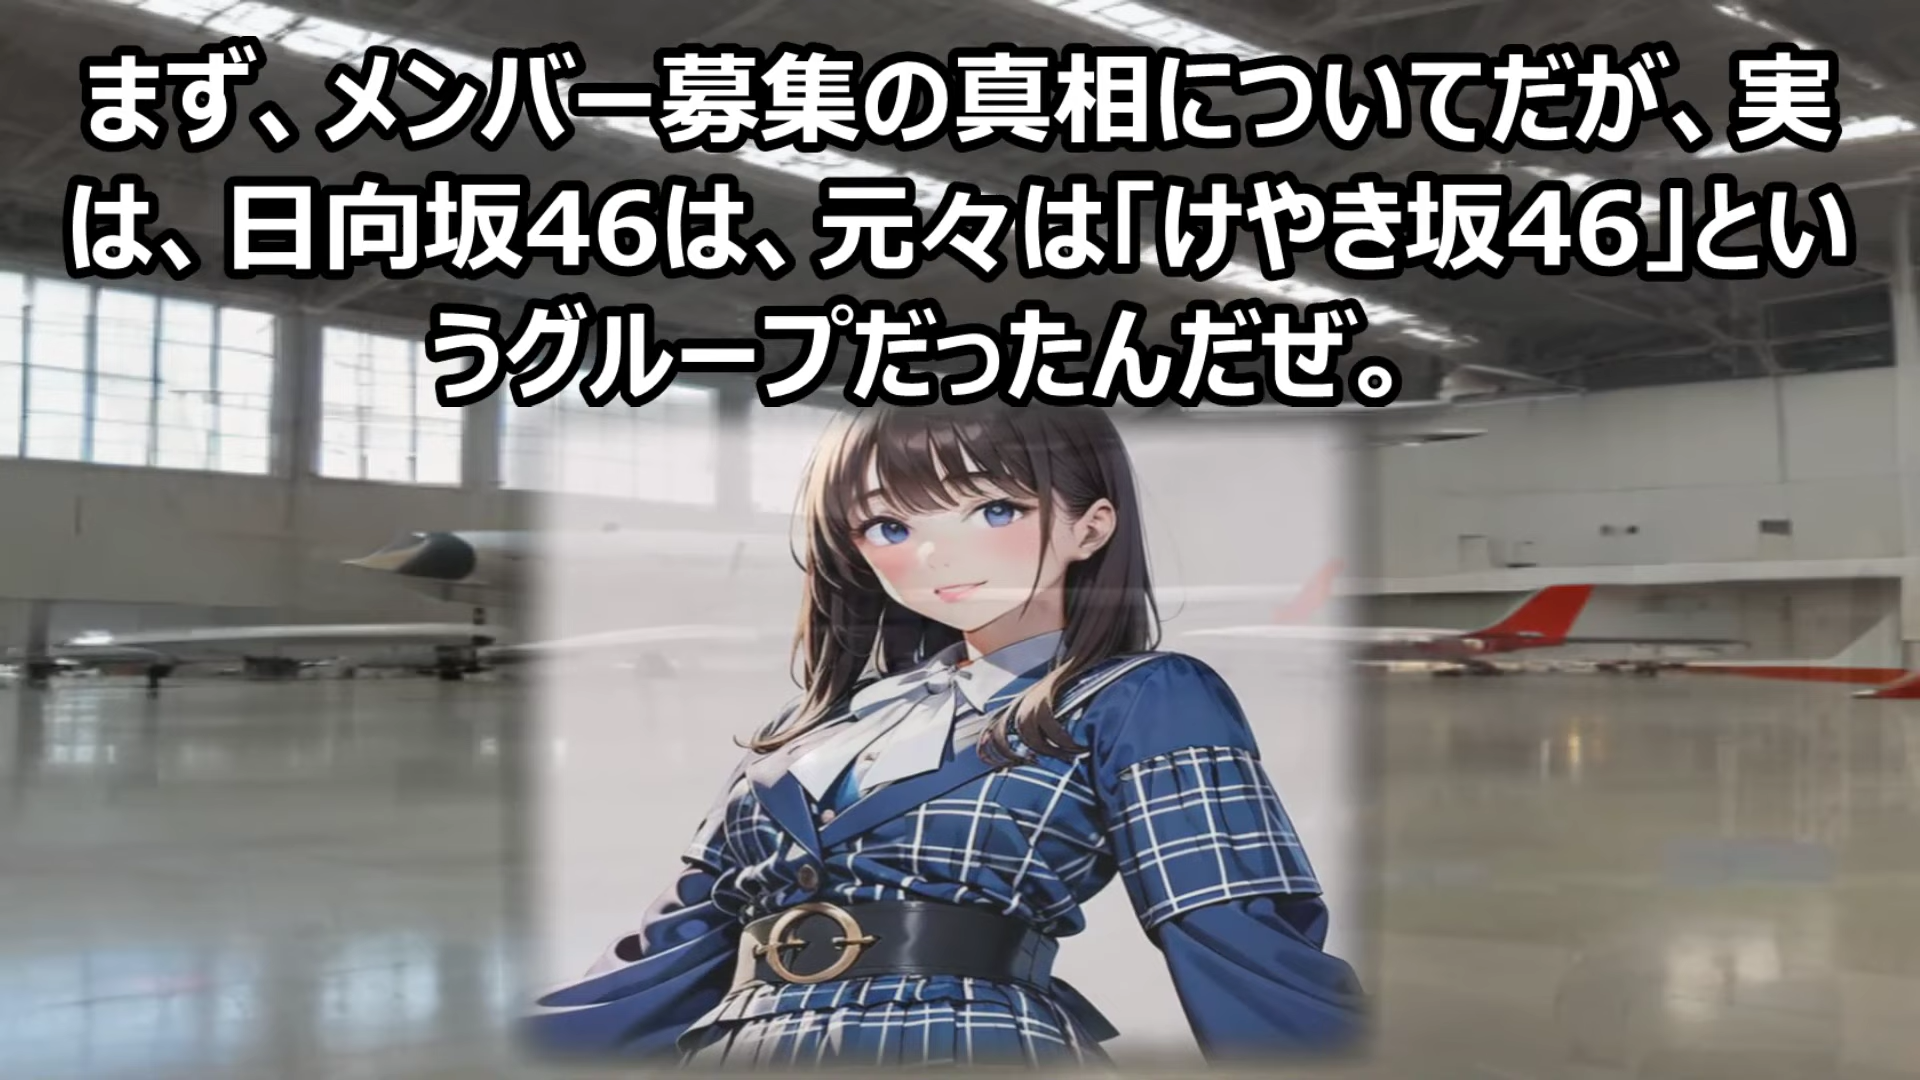 まず、メンバー募集の真相についてだが、実
は、日向坂46は、元々は「けやき坂46」とい
うグループだったんだぜ。